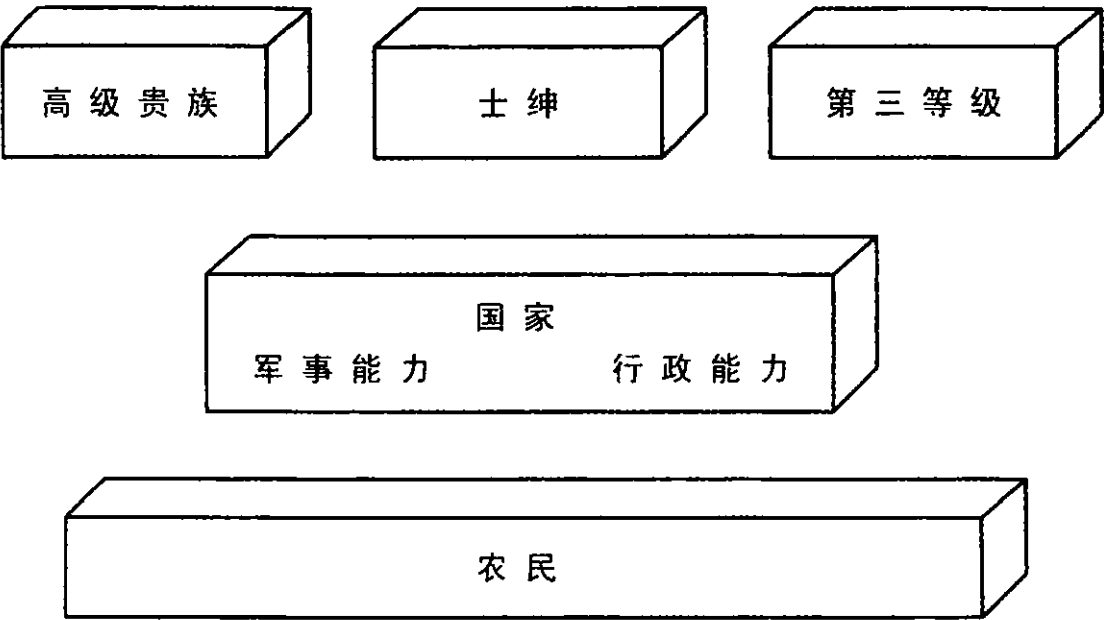 高级贵族
士绅
第三等级
国家
军事能力 行政能力
农民